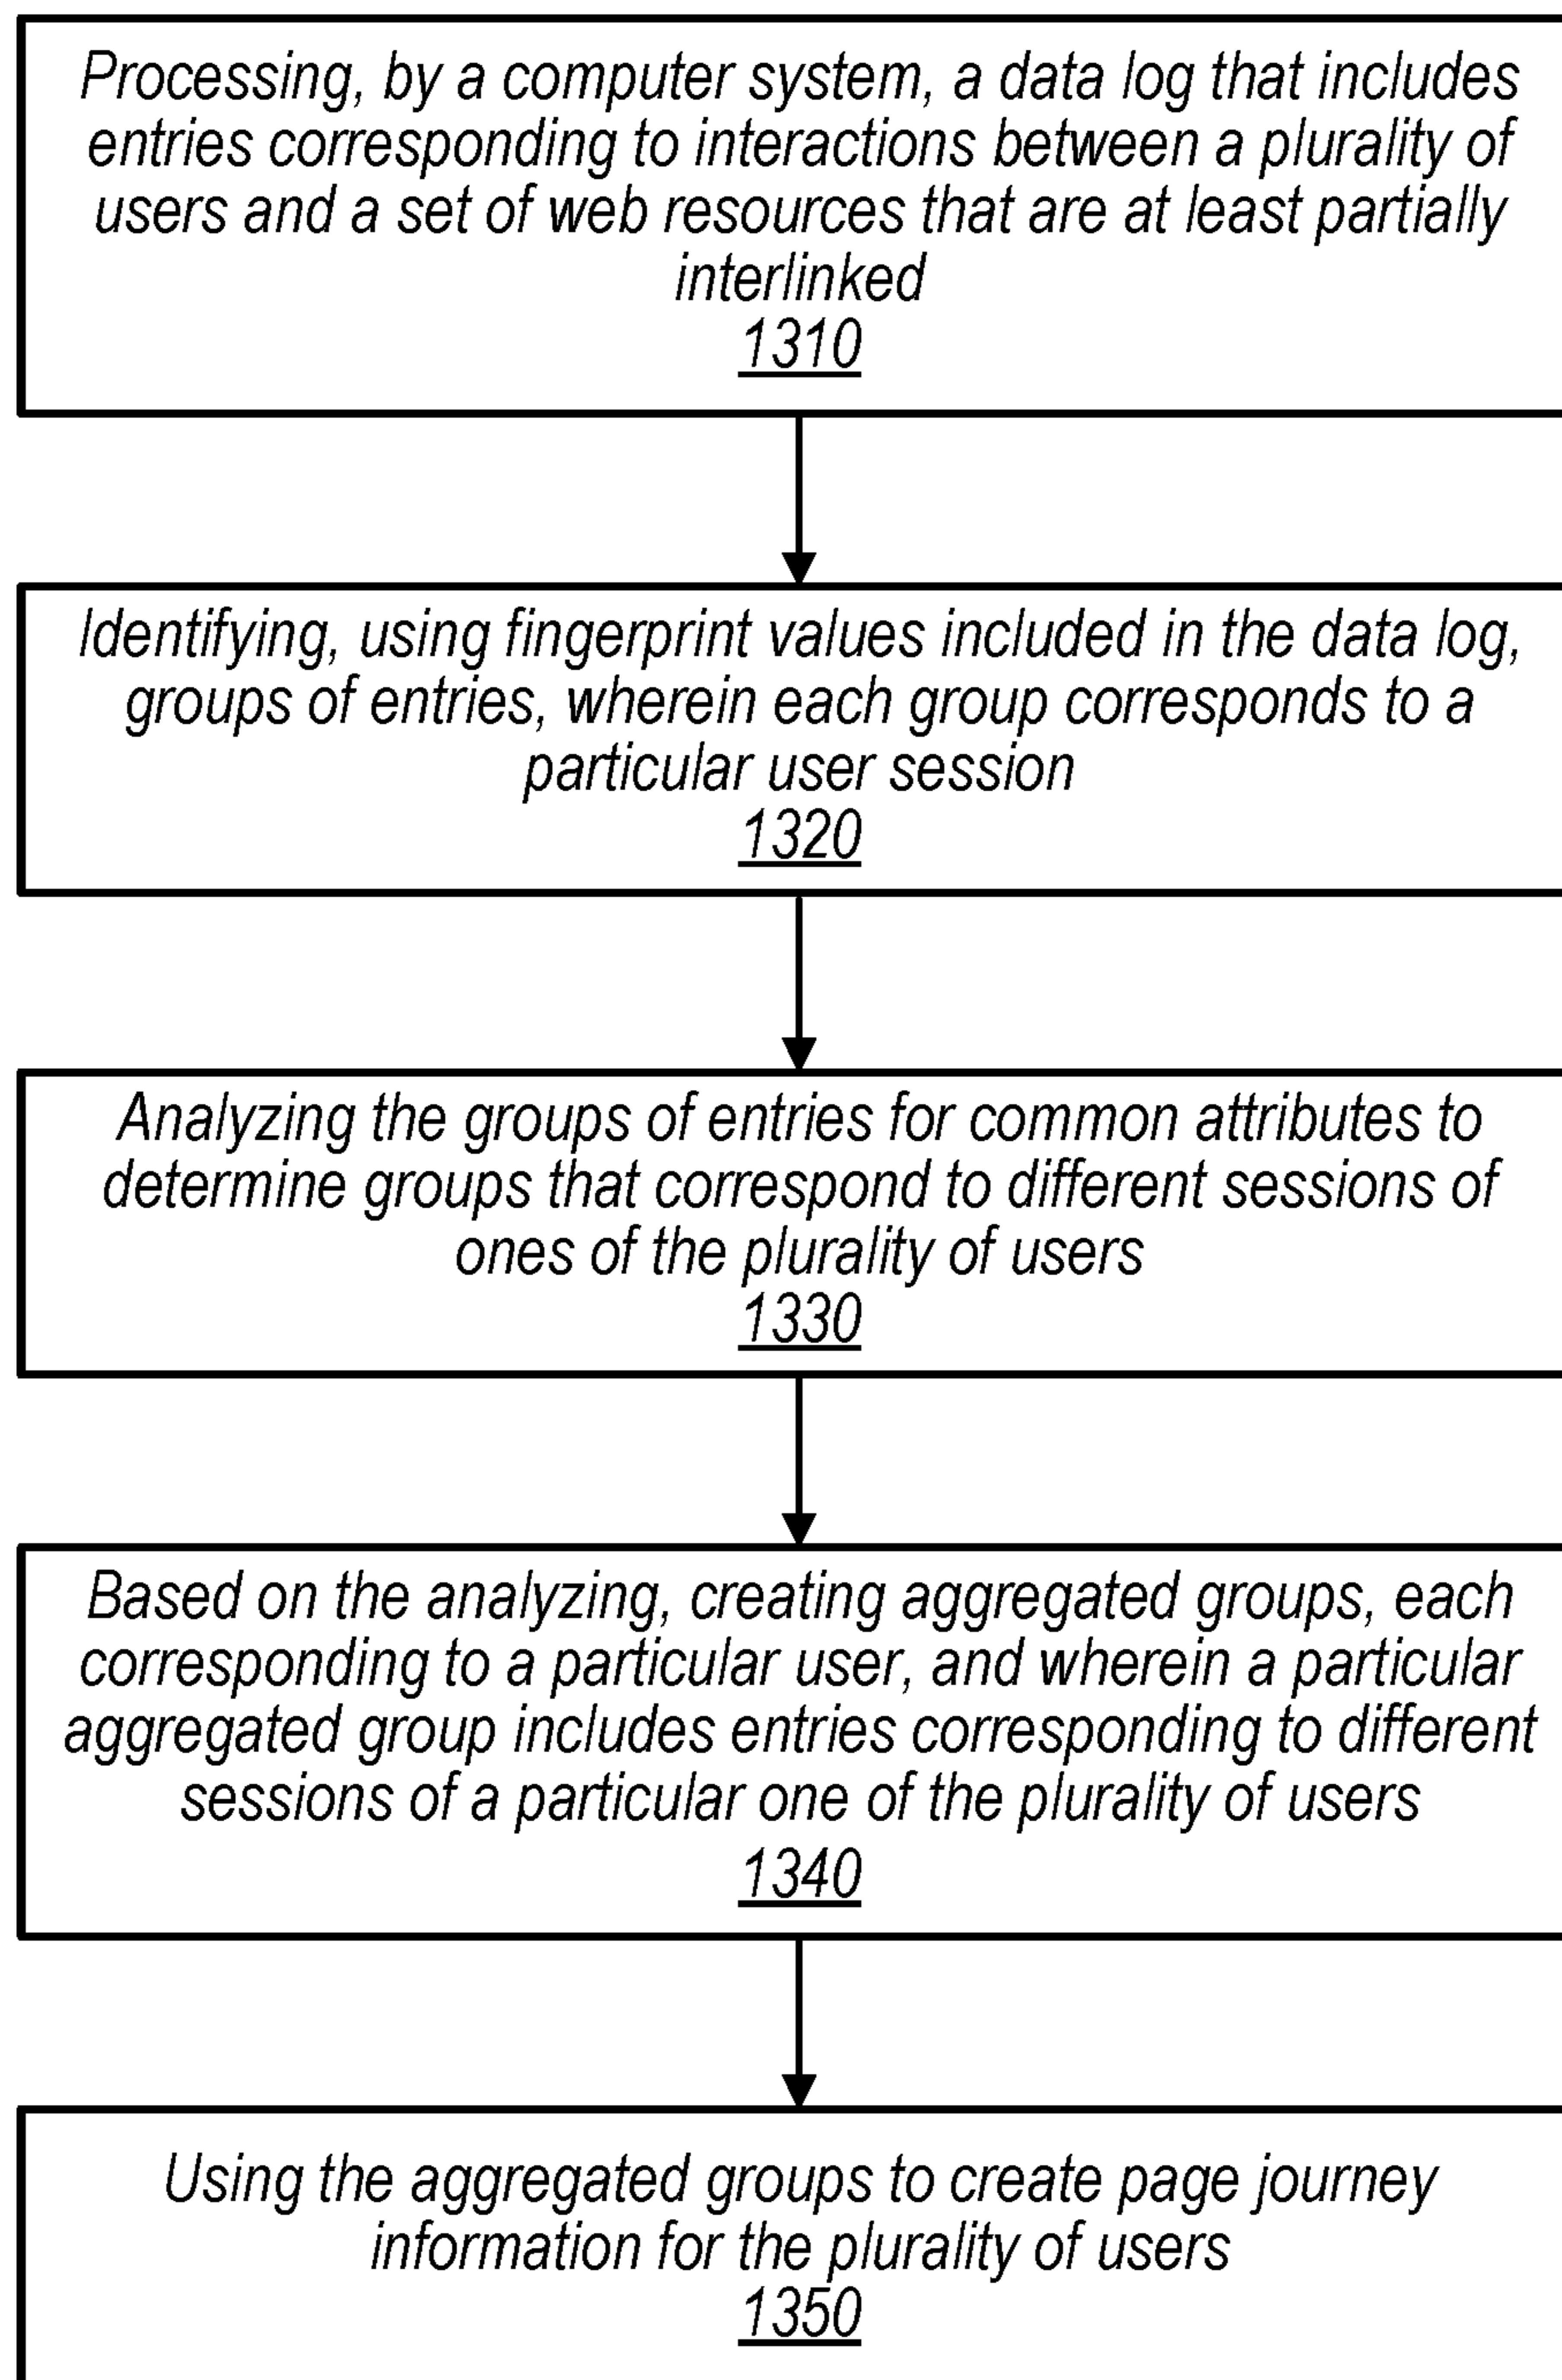 Processing, by a computer system, a data log that includes
entries corresponding to interactions between a plurality of
users and a set of web resources that are at least partially
interlinked
1310
Identifying, using fingerprint values included in the data log,
groups of entries, wherein each group corresponds to a
particular user session
1320
Analyzing the groups of entries for common attributes to
determine groups that correspond to different sessions of
ones of the plurality of users
1330
Based on the analyzing, creating aggregated groups, each
corresponding to a particular user, and wherein a particular
aggregated group includes entries corresponding to different
sessions of a particular one of the plurality of users
1340
Using the aggregated groups to create page journey
information for the plurality of users
1350